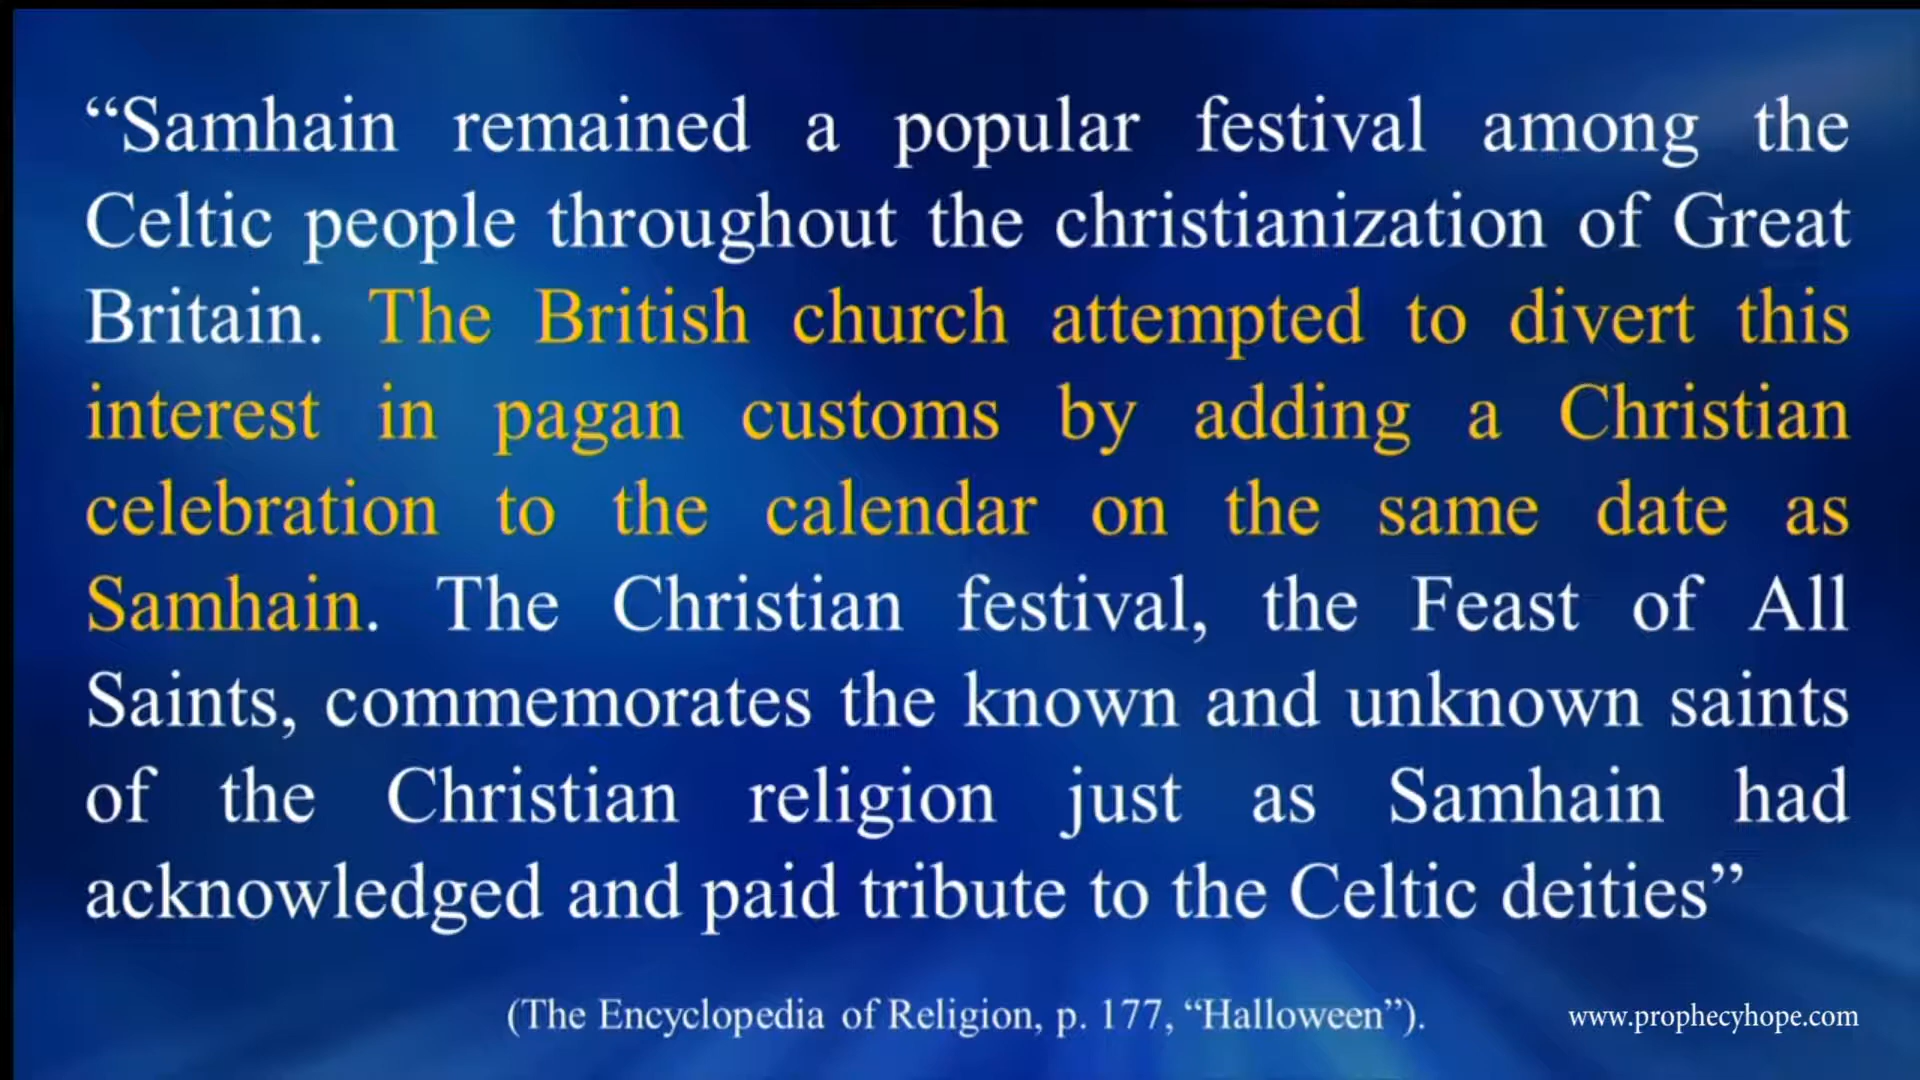 “Samhain remained a popular festival among the
Celtic people throughout the christianization of Great
Britain. The British church attempted to divert this
interest in pagan customs by adding a Christian
celebration to the calendar on the same date as
Samhain. The Christian festival, the Feast of All
Saints, commemorates the known and unknown saints
of the Christian religion just as Samhain had
acknowledged and paid tribute to the Celtic deities”
(The Encyclopedia of Religion, p. 177, “Halloween”).
www.prophecyhope.com